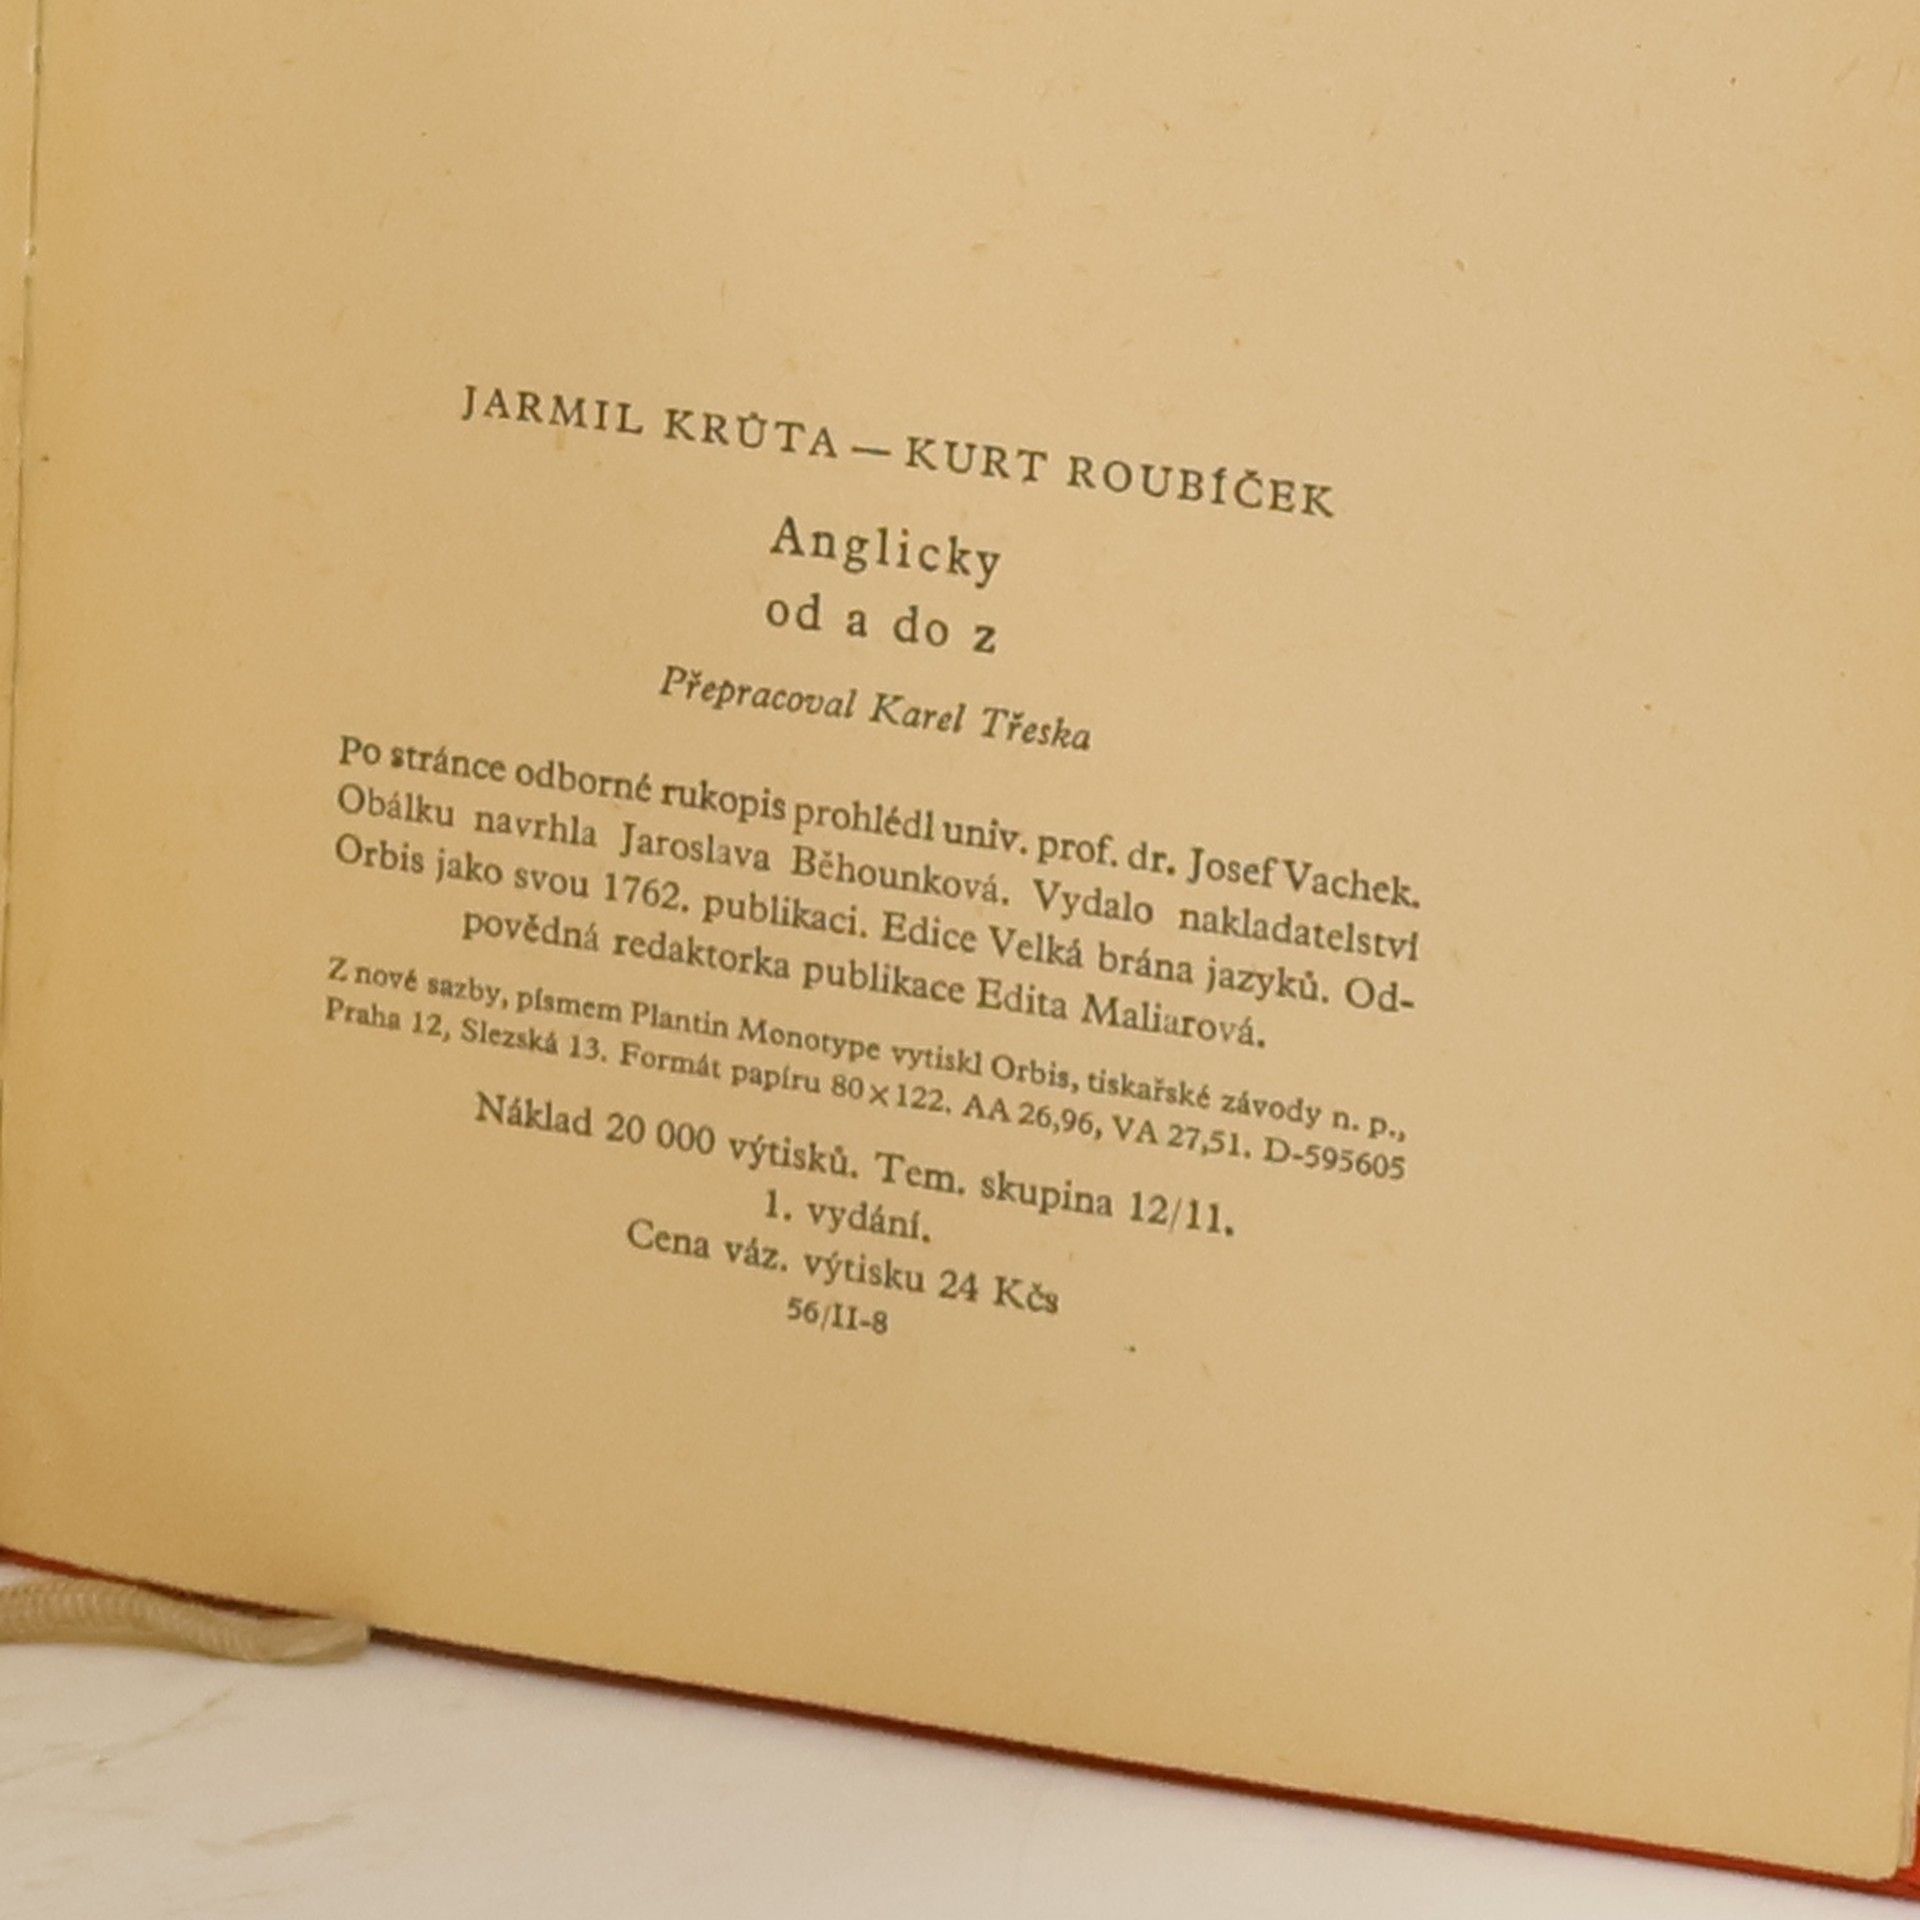 JARMIL KRŮTA — KURT ROUBÍČEK
Anglicky
od a do z
Přepracoval Karel Třeska
Po stránce odborné rukopis prohlédl univ. prof. dr. Josef Vachek.
Obálku navrhla Jaroslava Běhounková. Vydalo nakladatelství
Orbis jako svou 1762. publikaci. Edice Velká brána jazyků. Od-
povědná redaktorka publikace Edita Maliarová.
Z nové sazby, písmem Plantin Monotype vytiskl Orbis, tiskařské závody n. p.,
Praha 12, Slezská 13. Formát papíru 80×122. AA 26,96, VA 27,51. D-595605
Náklad 20 000 výtisků. Tem. skupina 12/11.
1. vydání.
Cena váz. výtisku 24 Kčs
56/II-8